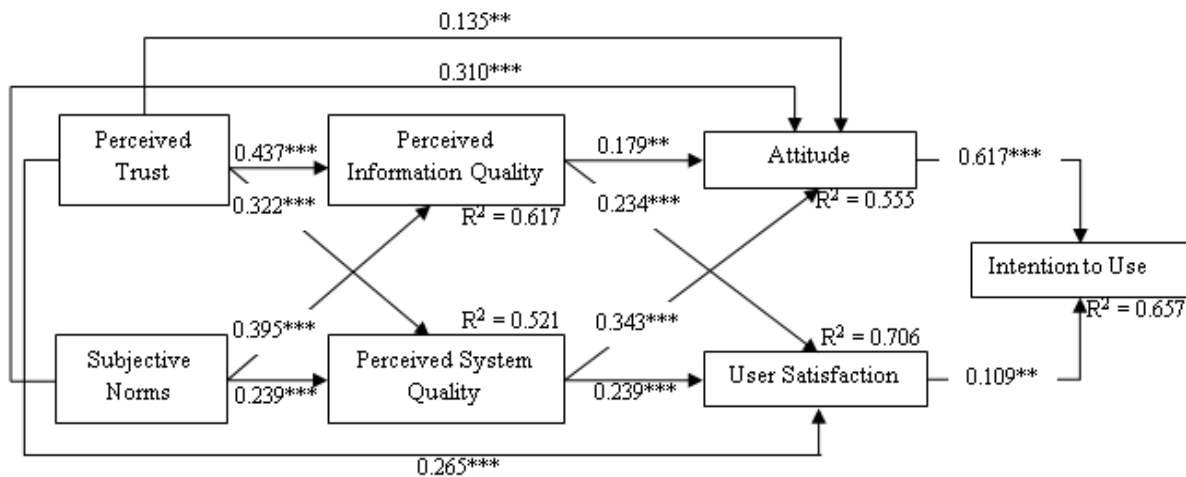 0.135**
0.310***
Perceived
Trust
0.437***
Perceived
Information Quality
0.179**
Attitude
0.617***
0.322***
R² = 0.617
0.234***
R² = 0.555
Intention to Use
R² = 0.657
0.395***
R² = 0.521
0.343***
R² = 0.706
Subjective
Norms
0.239***
Perceived System
Quality
0.239***
User Satisfaction
0.109**
0.265***